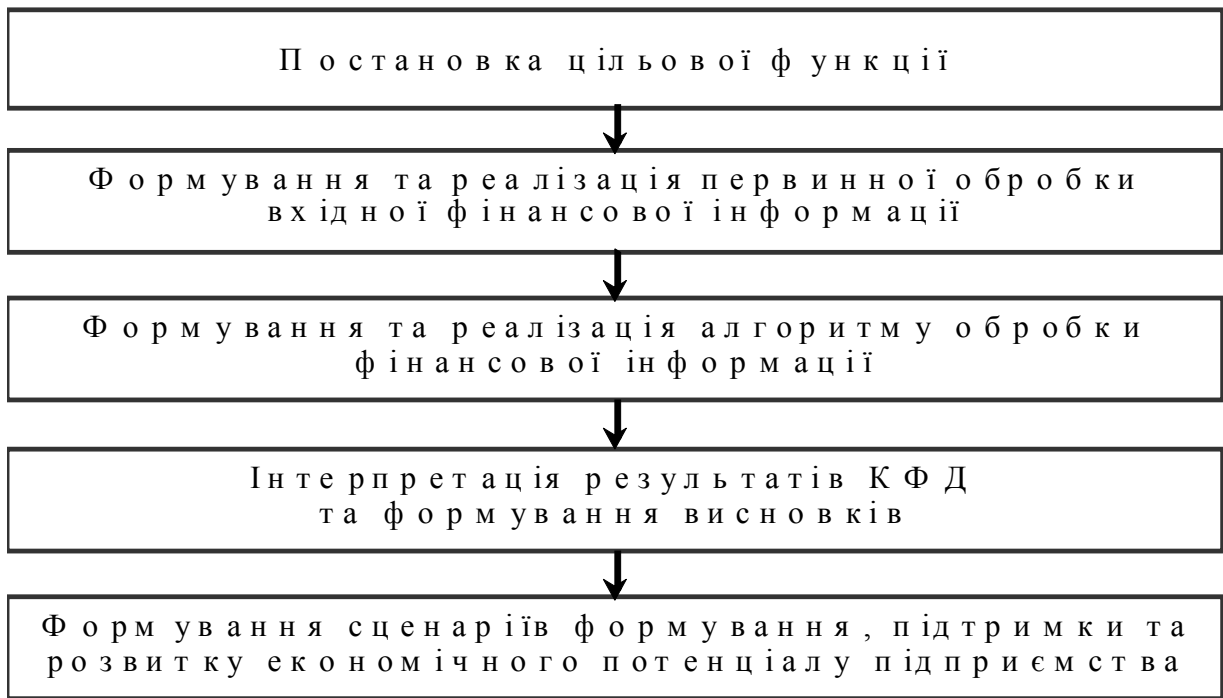 Постановка цільової функції
Формування та реалізація первинної обробки
вхідної фінансової інформації
Формування та реалізація алгоритму обробки
фінансової інформації
Інтерпретація результатів КФД
та формування висновків
Формування сценаріїв формування, підтримки та
розвитку економічного потенціалу підприємства